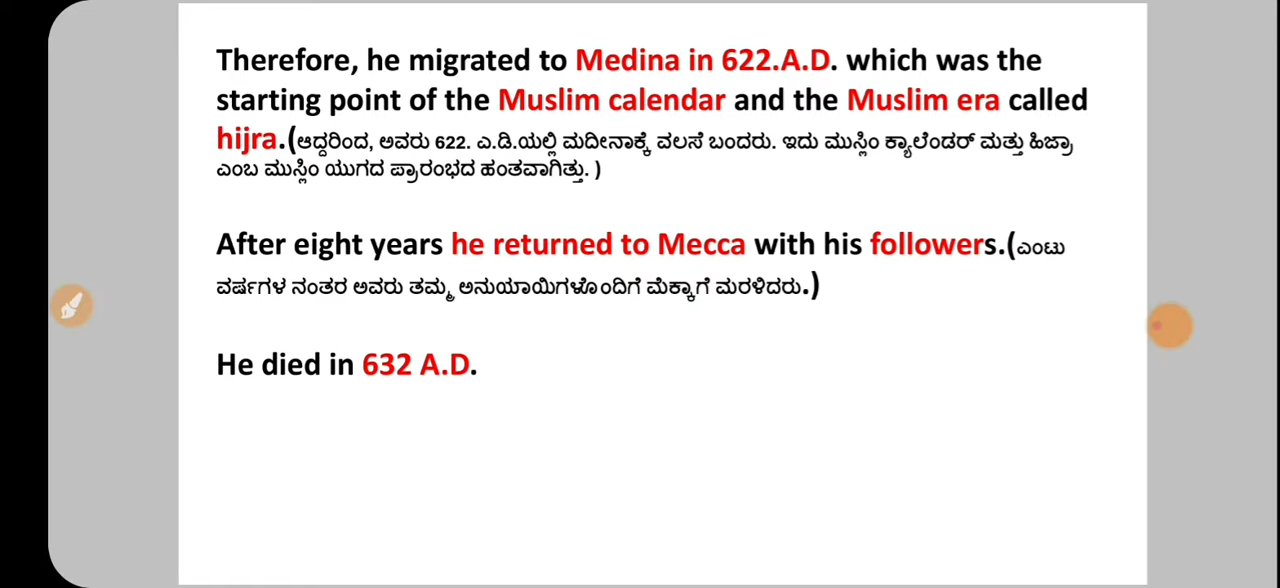 Therefore, he migrated to Medina in 622.A.D. which was the
starting point of the Muslim calendar and the Muslim era called
hijra.(ಆದ್ದರಿಂದ, ಅವರು 622. ಎ.ಡಿ.ಯಲ್ಲಿ ಮದೀನಾಕ್ಕೆ ವಲಸೆ ಬಂದರು. ಇದು ಮುಸ್ಲಿಂ ಕ್ಯಾಲೆಂಡರ್ ಮತ್ತು ಹಿಜ್ರಾ
ಎಂಬ ಮುಸ್ಲಿಂ ಯುಗದ ಪ್ರಾರಂಭದ ಹಂತವಾಗಿತ್ತು. )
After eight years he returned to Mecca with his followers.(ಎಂಟು
ವರ್ಷಗಳ ನಂತರ ಅವರು ತಮ್ಮ ಅನುಯಾಯಿಗಳೊಂದಿಗೆ ಮೆಕ್ಕಾಗೆ ಮರಳಿದರು.)
He died in 632 A.D.